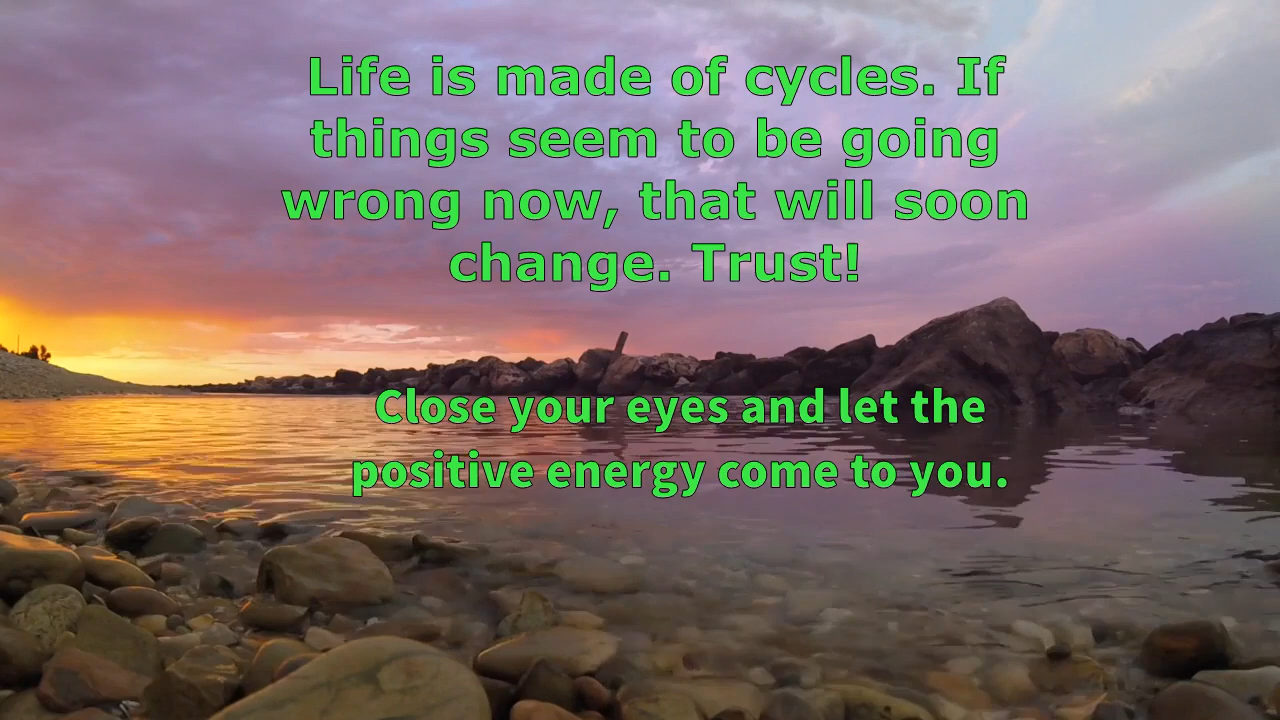 Life is made of cycles. If
things seem to be going
wrong now, that will soon
change. Trust!
Close your eyes and let the
positive energy come to you.